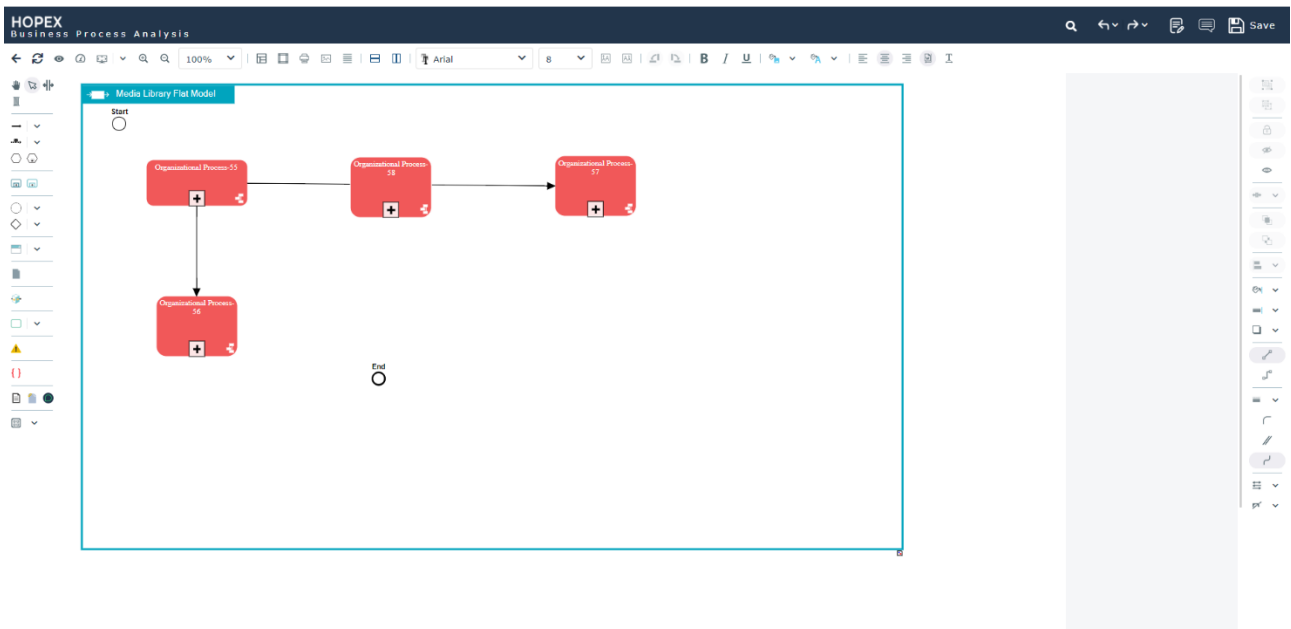 HOPEX
Business Process Analysis
Save
100%
Arial
8
B I U
Media Library Flat Model
Start
Organizational Process-55
Organizational Process-
58
Organizational Process-
57
Organizational Process-
56
End